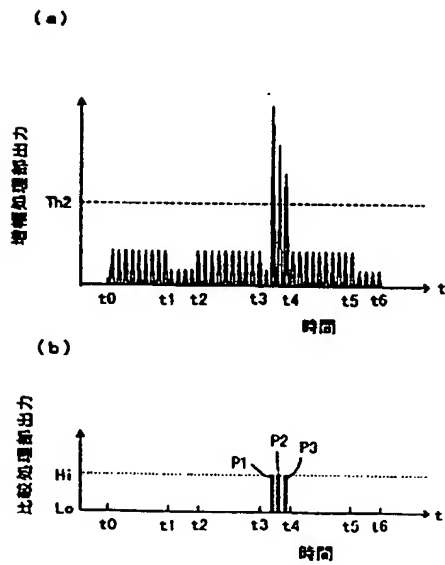 (a)
増幅処理部出力
Th2
t0 t1 t2 t3 t4 t5 t6 t
時間
(b)
比較処理部出力
P1 P2 P3
Hi
Lo
t0 t1 t2 t3 t4 t5 t6 t
時間